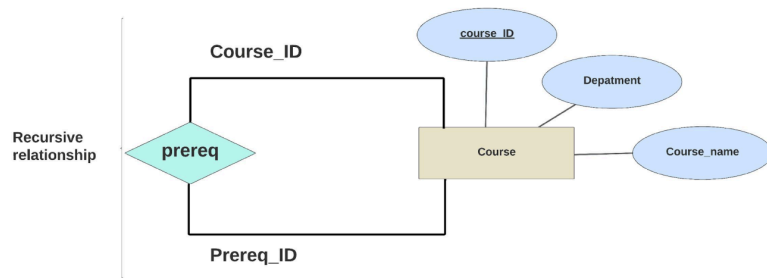 course_ID
Course_ID
Depatment
Recursive
relationship
prereq
Course
Course_name
Prereq_ID